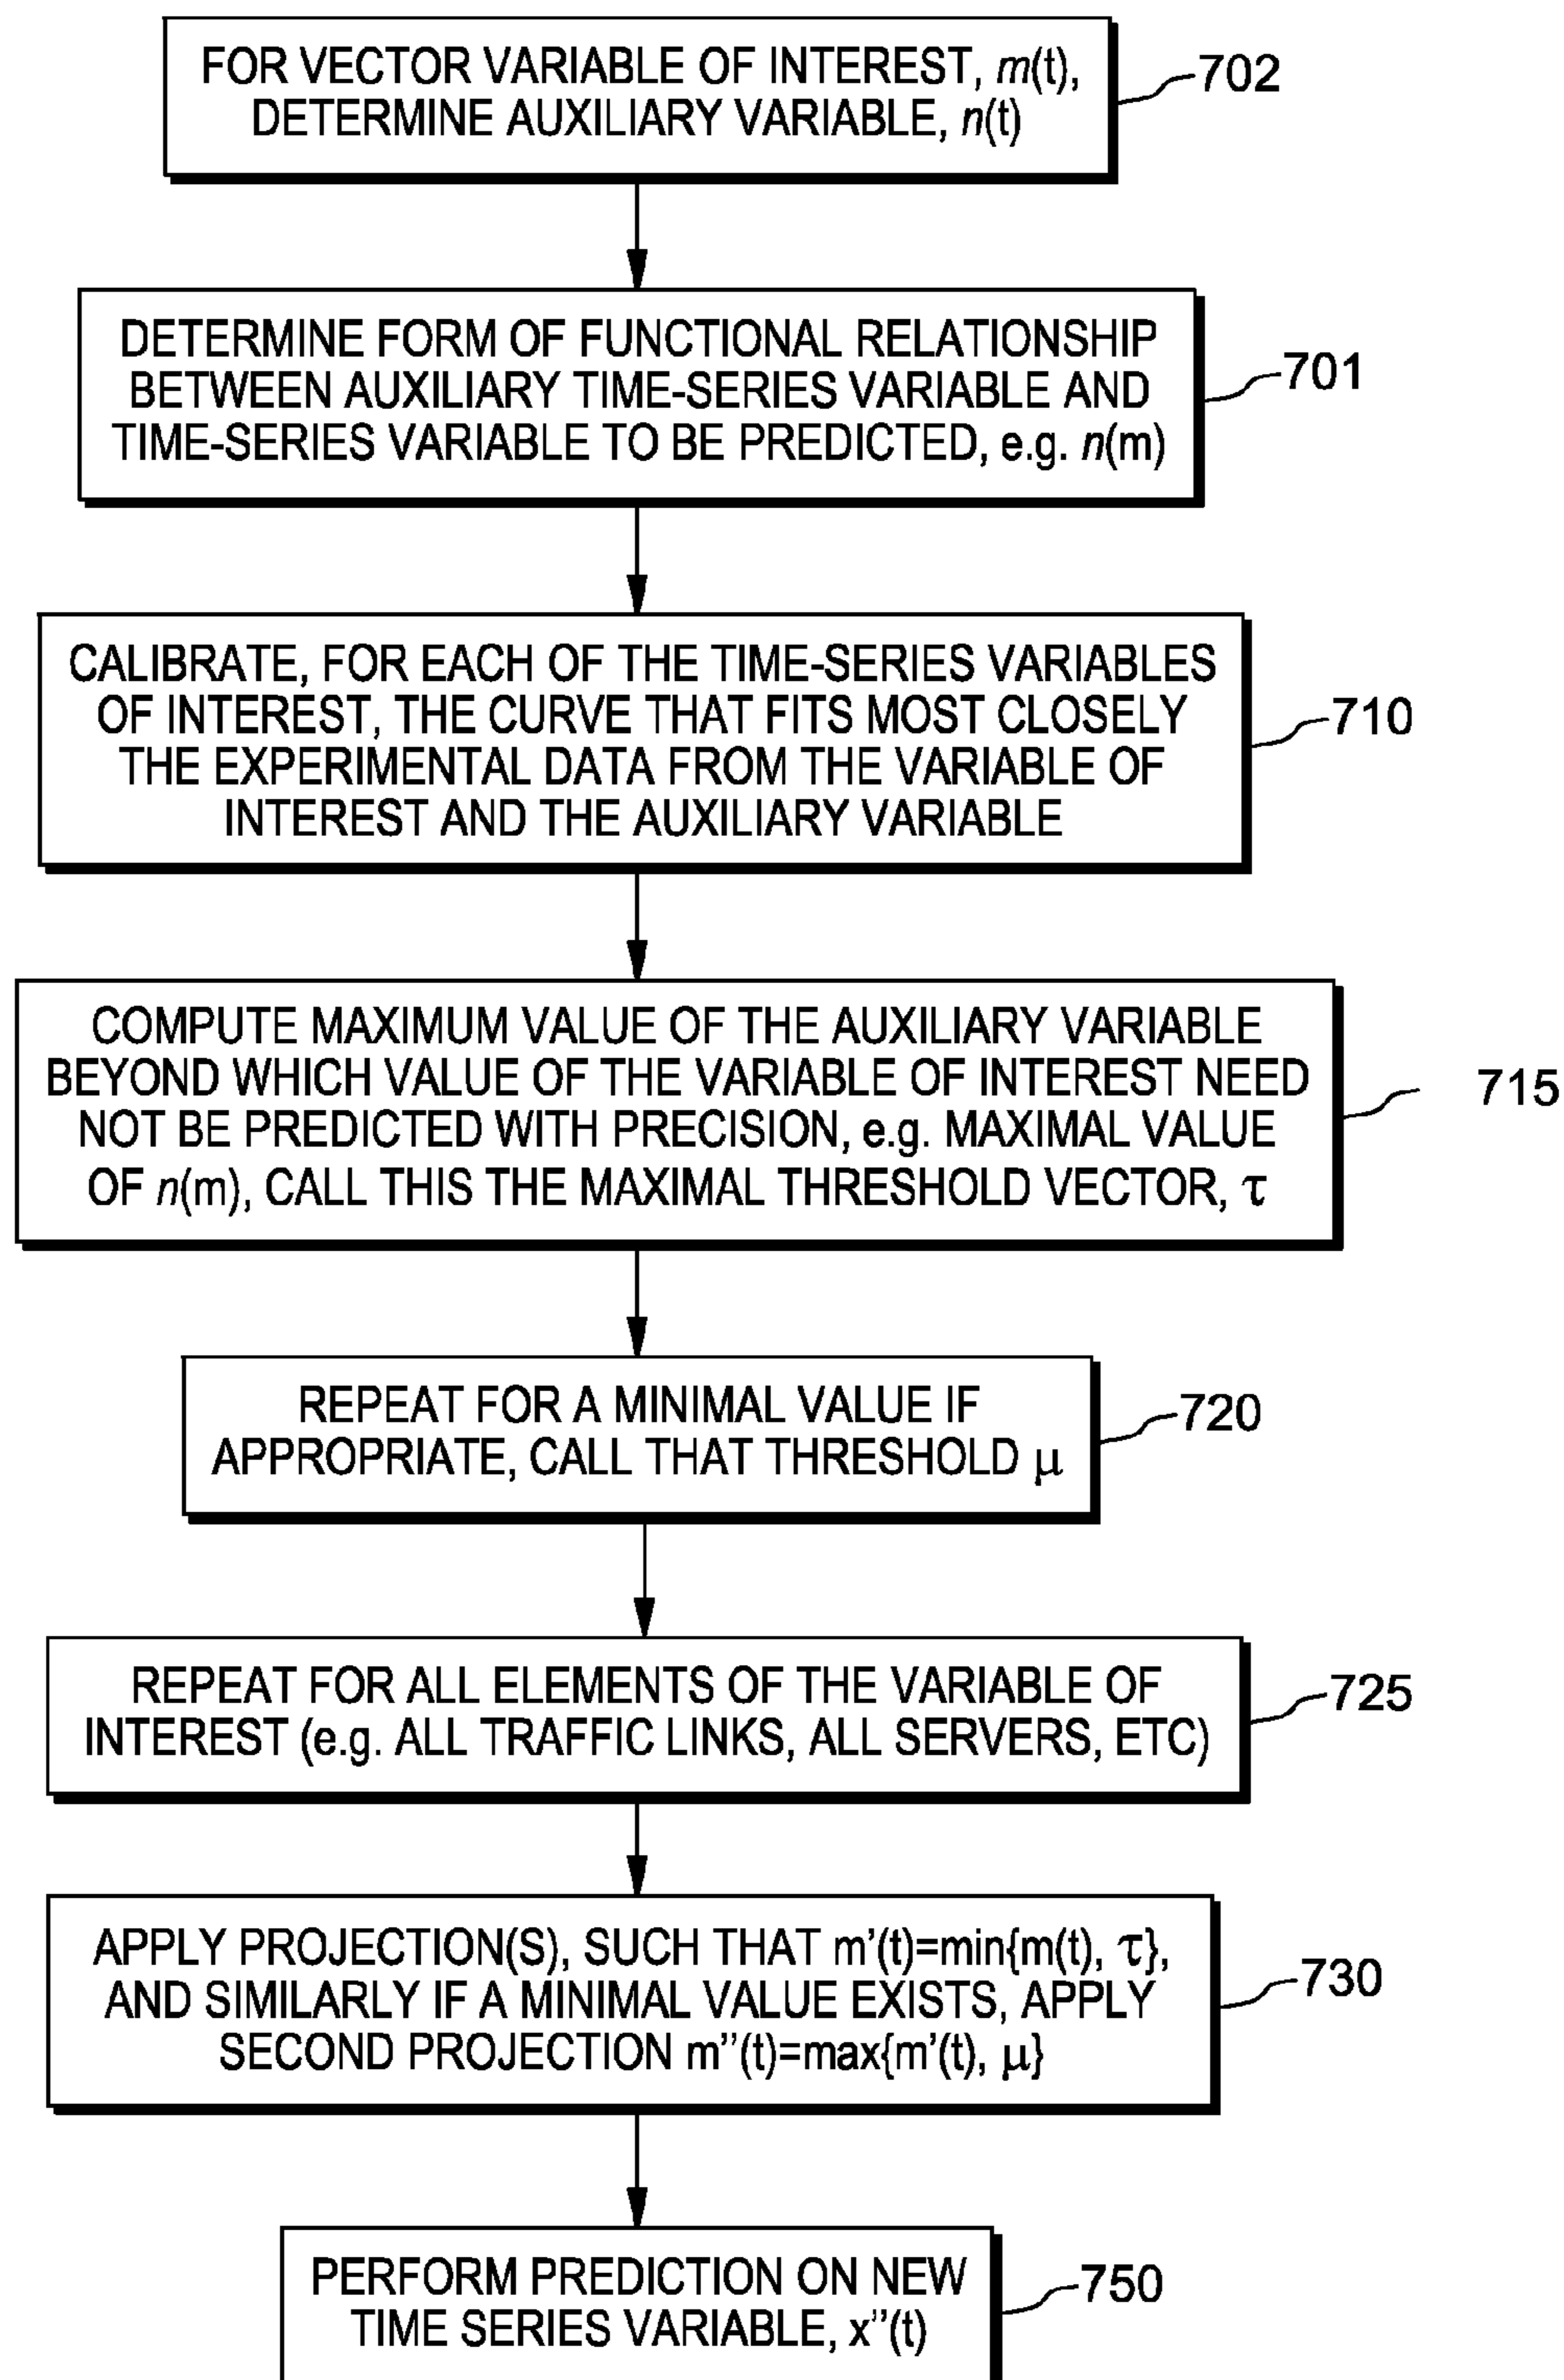 FOR VECTOR VARIABLE OF INTEREST, m(t),
DETERMINE AUXILIARY VARIABLE, n(t)
702
DETERMINE FORM OF FUNCTIONAL RELATIONSHIP
BETWEEN AUXILIARY TIME-SERIES VARIABLE AND
TIME-SERIES VARIABLE TO BE PREDICTED, e.g. n(m)
701
CALIBRATE, FOR EACH OF THE TIME-SERIES VARIABLES
OF INTEREST, THE CURVE THAT FITS MOST CLOSELY
THE EXPERIMENTAL DATA FROM THE VARIABLE OF
INTEREST AND THE AUXILIARY VARIABLE
710
COMPUTE MAXIMUM VALUE OF THE AUXILIARY VARIABLE
BEYOND WHICH VALUE OF THE VARIABLE OF INTEREST NEED
NOT BE PREDICTED WITH PRECISION, e.g. MAXIMAL VALUE
OF n(m), CALL THIS THE MAXIMAL THRESHOLD VECTOR, τ
715
REPEAT FOR A MINIMAL VALUE IF
APPROPRIATE, CALL THAT THRESHOLD μ
720
REPEAT FOR ALL ELEMENTS OF THE VARIABLE OF
INTEREST (e.g. ALL TRAFFIC LINKS, ALL SERVERS, ETC)
725
APPLY PROJECTION(S), SUCH THAT m’(t)=min{m(t), τ},
AND SIMILARLY IF A MINIMAL VALUE EXISTS, APPLY
SECOND PROJECTION m’’(t)=max{m’(t), μ}
730
PERFORM PREDICTION ON NEW
TIME SERIES VARIABLE, x’’(t)
750